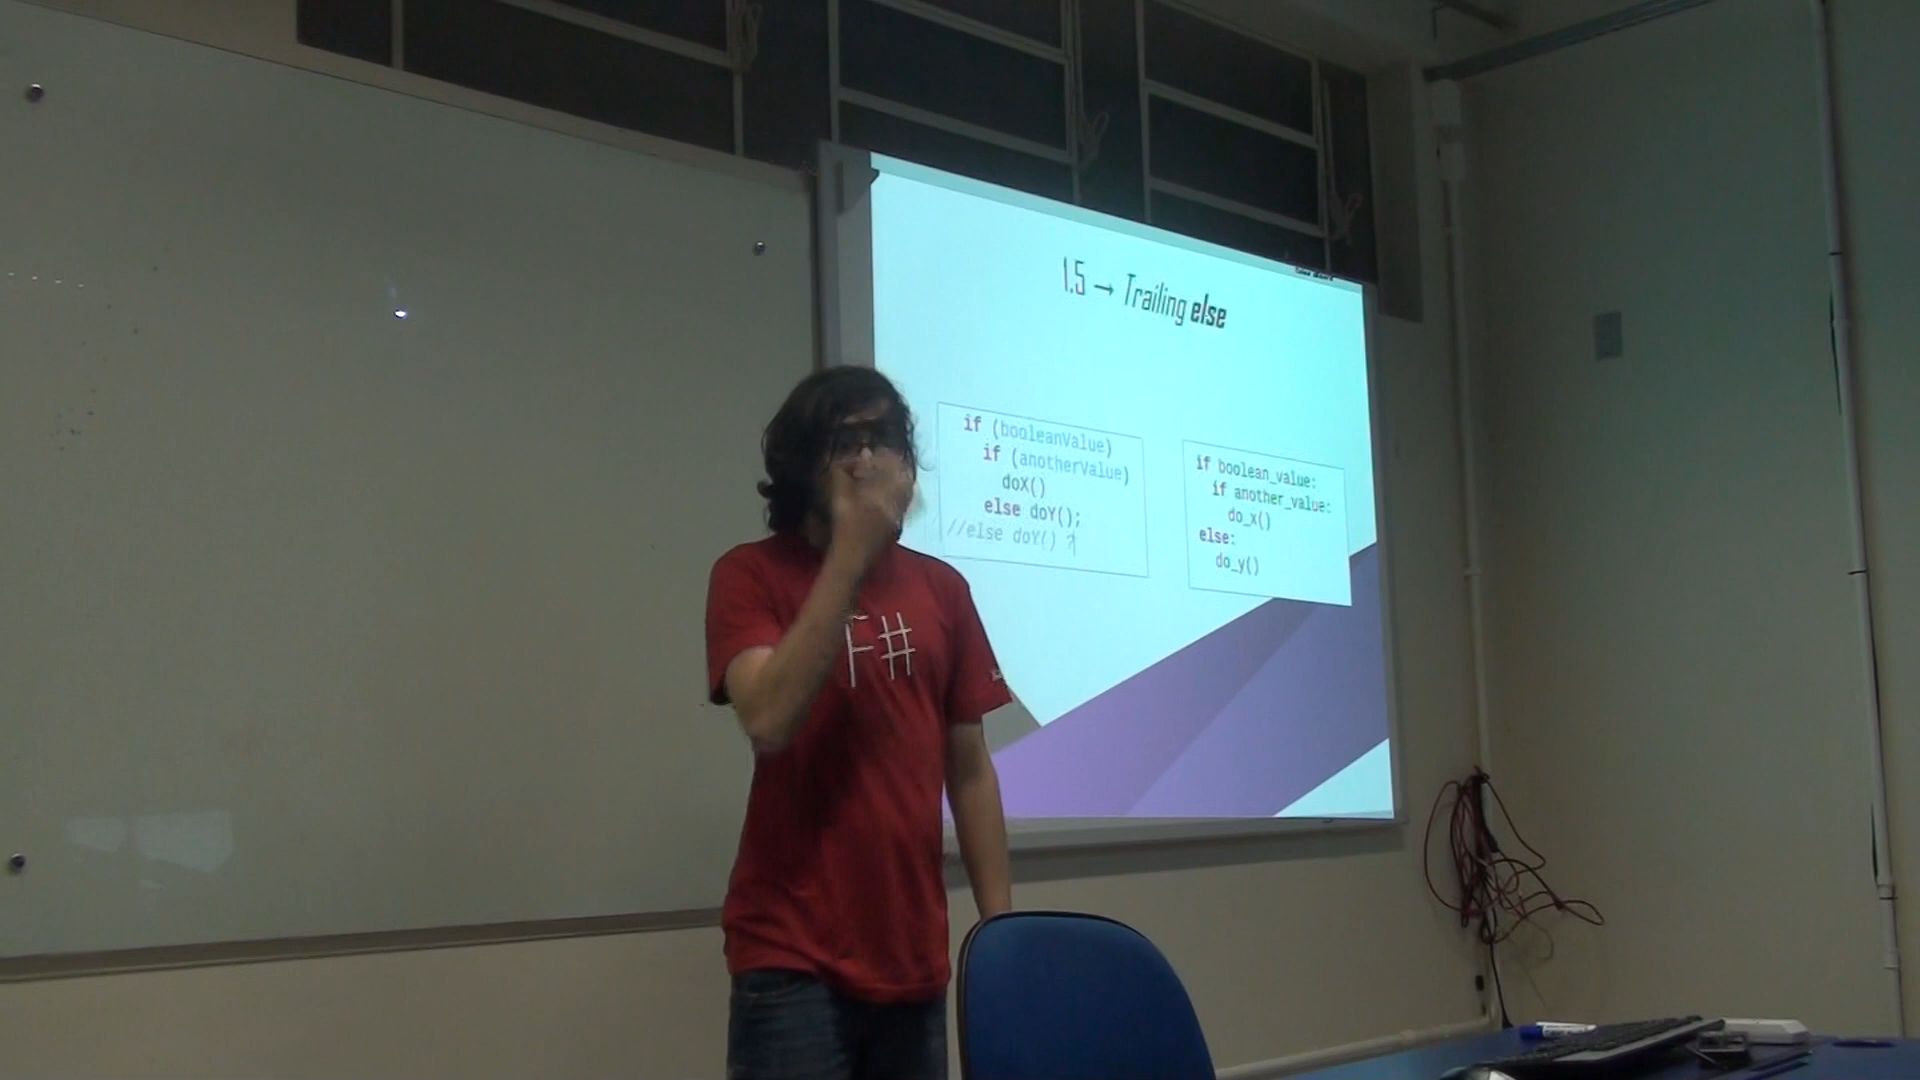 1.5 → Trailing else
if (booleanValue)
if (anotherValue)
doX()
else doY();
//else doY() ?
if boolean_value:
if another_value:
do_x()
else:
do_y()
F#